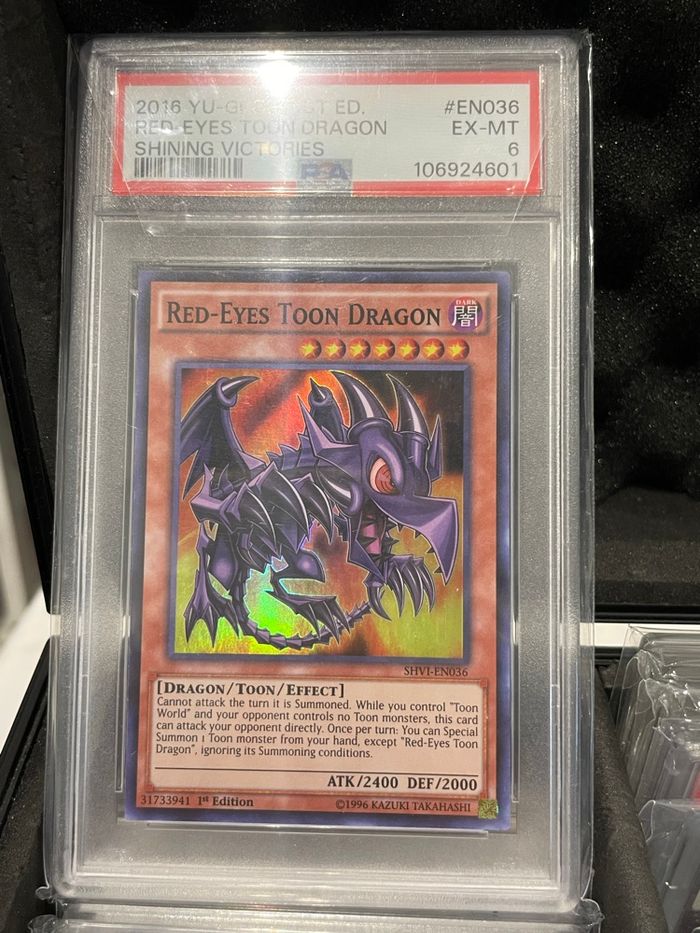 2016 YU-GI ST ED. #EN036
RED-EYES TOON DRAGON EX-MT
SHINING VICTORIES 6
PSA 106924601
RED-EYES TOON DRAGON DARK 闇
SHVI-EN036
[DRAGON/TOON/EFFECT]
Cannot attack the turn it is Summoned. While you control "Toon
World" and your opponent controls no Toon monsters, this card
can attack your opponent directly. Once per turn: You can Special
Summon 1 Toon monster from your hand, except "Red-Eyes Toon
Dragon", ignoring its Summoning conditions.
ATK/2400 DEF/2000
31733941 1st Edition ©1996 KAZUKI TAKAHASHI